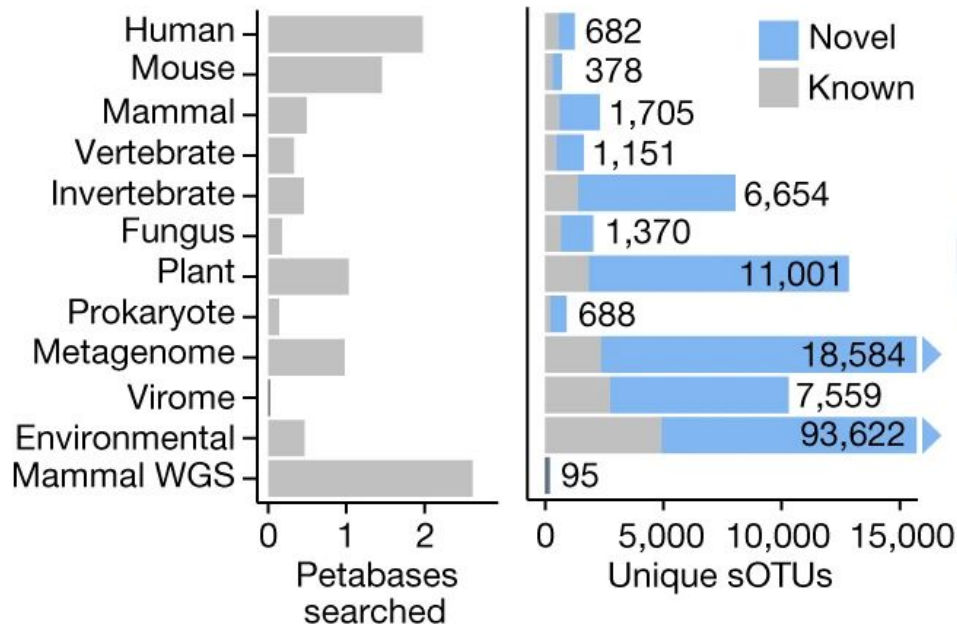 Human
Mouse
Mammal
Vertebrate
Invertebrate
Fungus
Plant
Prokaryote
Metagenome
Virome
Environmental
Mammal WGS
0 1 2
Petabases
searched
682
378
1,705
1,151
6,654
1,370
11,001
688
18,584
7,559
93,622
95
Novel
Known
0 5,000 10,000 15,000
Unique sOTUs